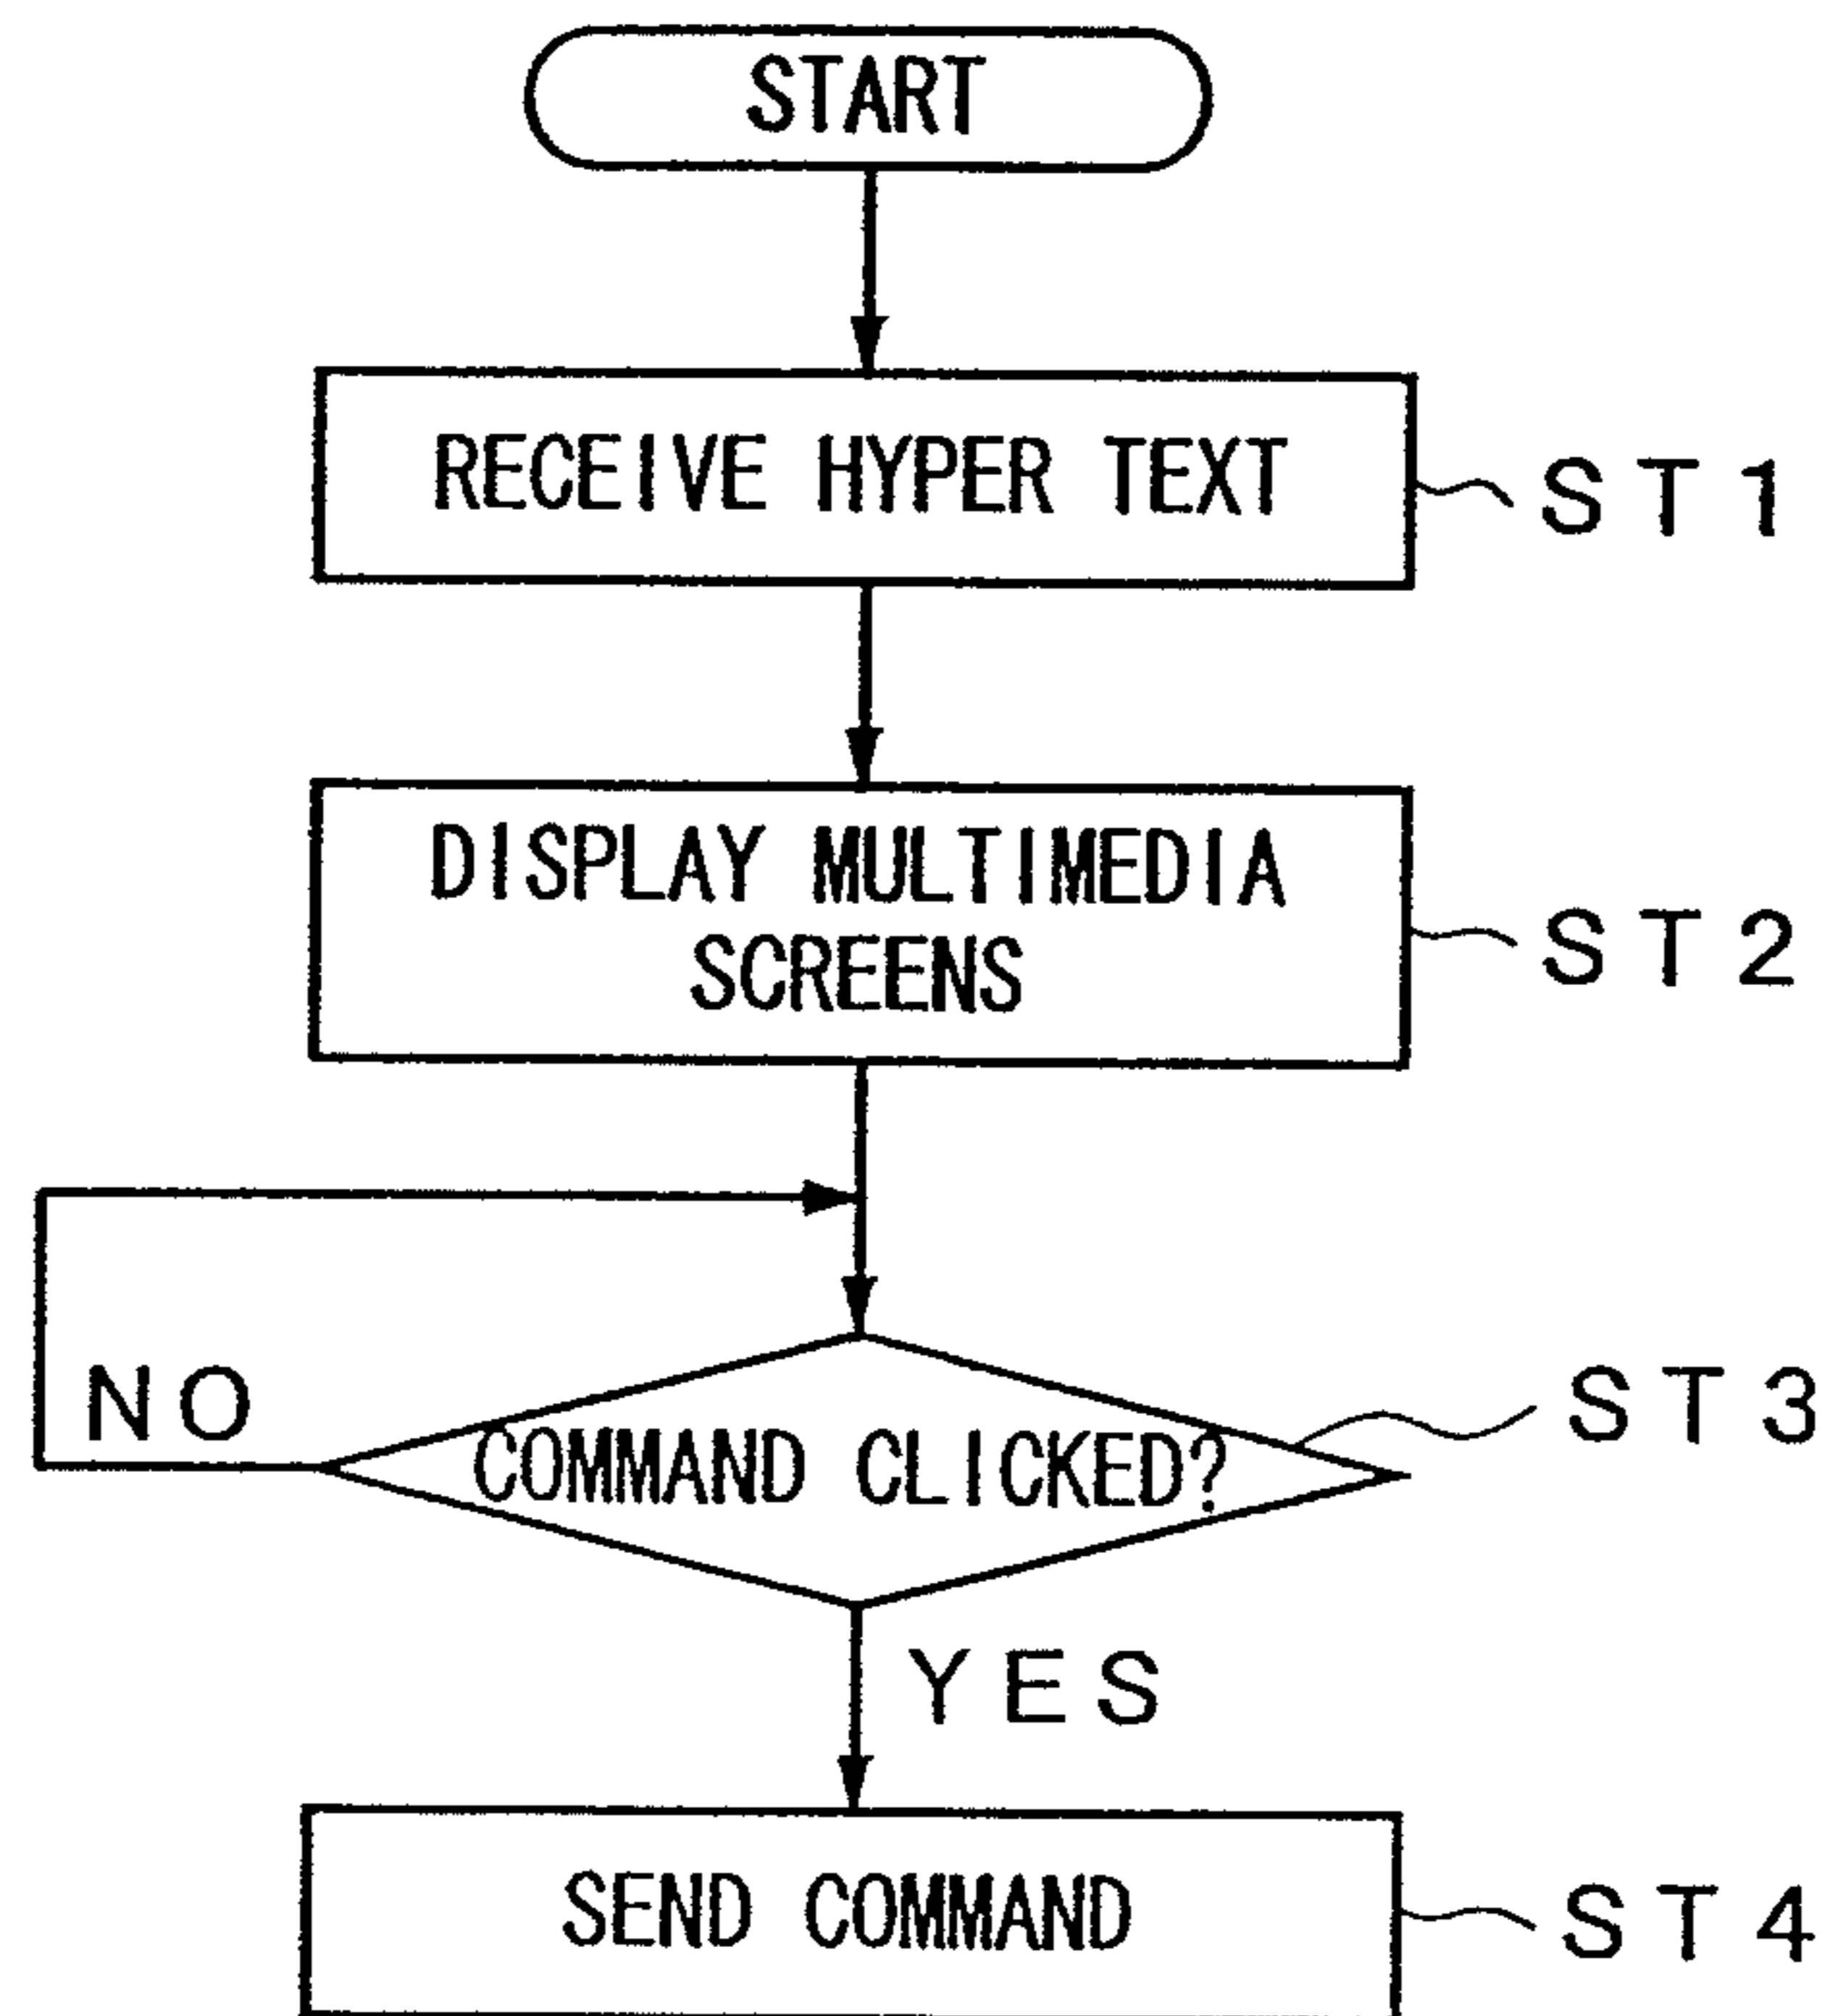 START
RECEIVE HYPER TEXT
ST1
DISPLAY MULTIMEDIA
SCREENS
ST2
NO
COMMAND CLICKED?
ST3
YES
SEND COMMAND
ST4